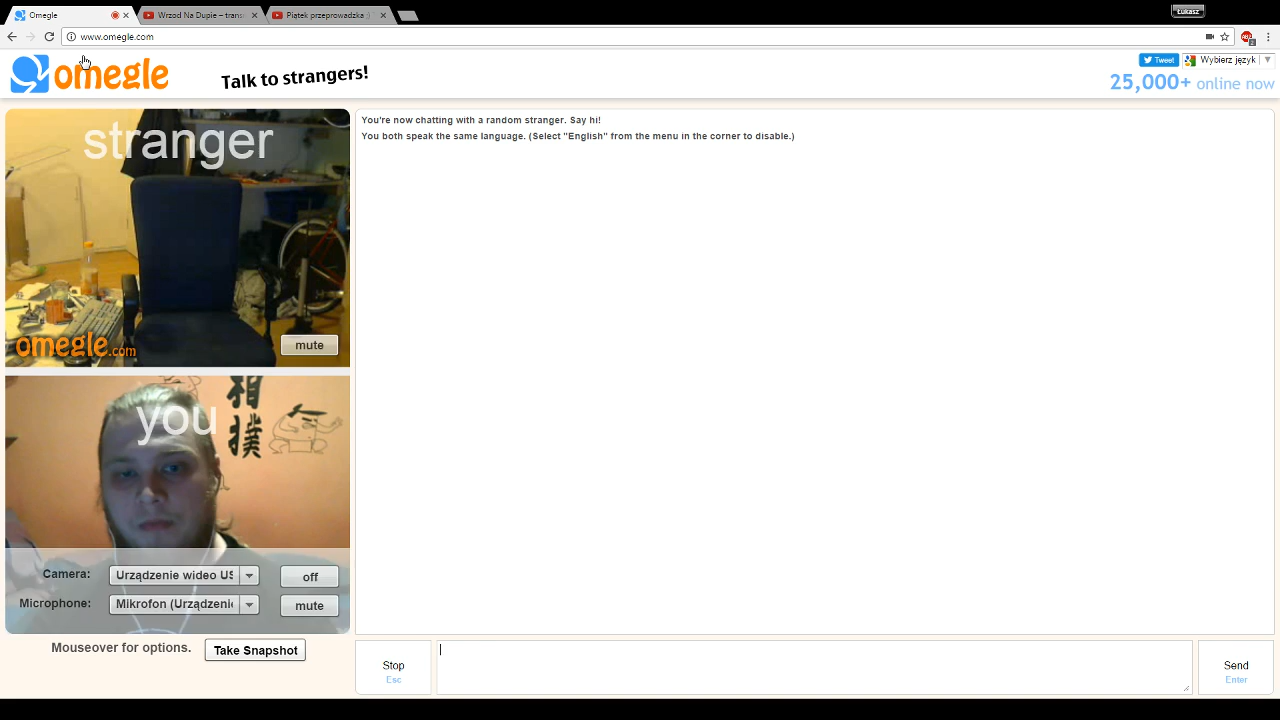 Omegle
Wrzod Na Dupie – trans
Piątek przeprowadzka :)
Łukasz
www.omegle.com
omegle
Talk to strangers!
Tweet
Wybierz język
25,000+ online now
stranger
omegle.com
mute
You're now chatting with a random stranger. Say hi!
You both speak the same language. (Select "English" from the menu in the corner to disable.)
you
相
撲
Camera:
Urządzenie wideo US
off
Microphone:
Mikrofon (Urządzeni
mute
Mouseover for options.
Take Snapshot
Stop
Esc
Send
Enter